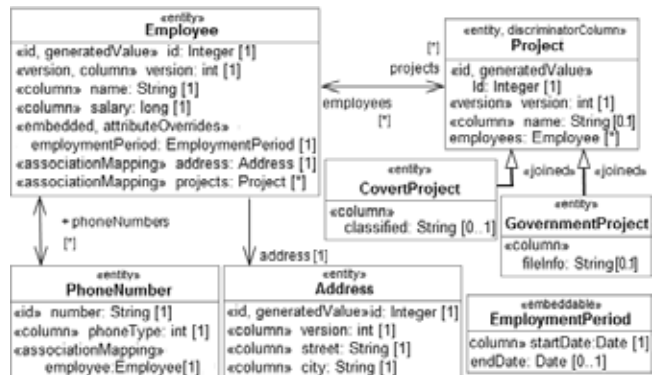 «entity»
Employee
«id, generatedValue» id: Integer [1]
«version, column» version: int [1]
«column» name: String [1]
«column» salary: long [1]
«embedded, attributeOverrides»
employmentPeriod: EmploymentPeriod [1]
«associationMapping» address: Address [1]
«associationMapping» projects: Project [*]
[*]
projects
employees
[*]
«entity, discriminatorColumn»
Project
«id, generatedValue»
Id: Integer [1]
«version» version: int [1]
«column» name: String[0.1]
employees: Employee [*]
«joined»
«joined»
«entity»
CovertProject
«column»
classified: String [0..1]
«entity»
GovernmentProject
«column»
fileInfo: String[0.1]
+ phoneNumbers
[*]
address [1]
«entity»
PhoneNumber
«id» number: String [1]
«column» phoneType: int [1]
«associationMapping»
employee:Employee[1]
«entity»
Address
«id, generatedValue»id: Integer [1]
«column» version: int [1]
«column» street: String [1]
«column» city: String [1]
«embeddable»
EmploymentPeriod
column» startDate:Date [1]
endDate: Date [0..1]